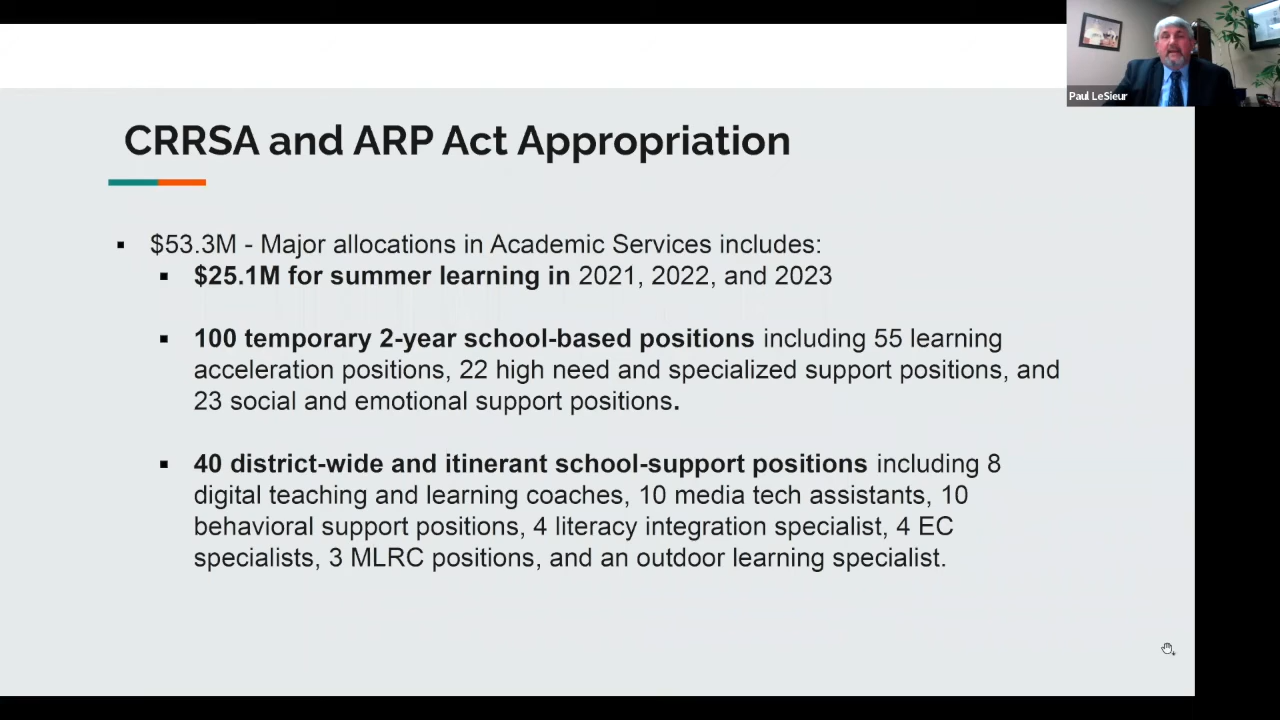 Paul LeSieur
CRRSA and ARP Act Appropriation
▪ $53.3M - Major allocations in Academic Services includes:
▪ $25.1M for summer learning in 2021, 2022, and 2023
▪ 100 temporary 2-year school-based positions including 55 learning
acceleration positions, 22 high need and specialized support positions, and
23 social and emotional support positions.
▪ 40 district-wide and itinerant school-support positions including 8
digital teaching and learning coaches, 10 media tech assistants, 10
behavioral support positions, 4 literacy integration specialist, 4 EC
specialists, 3 MLRC positions, and an outdoor learning specialist.